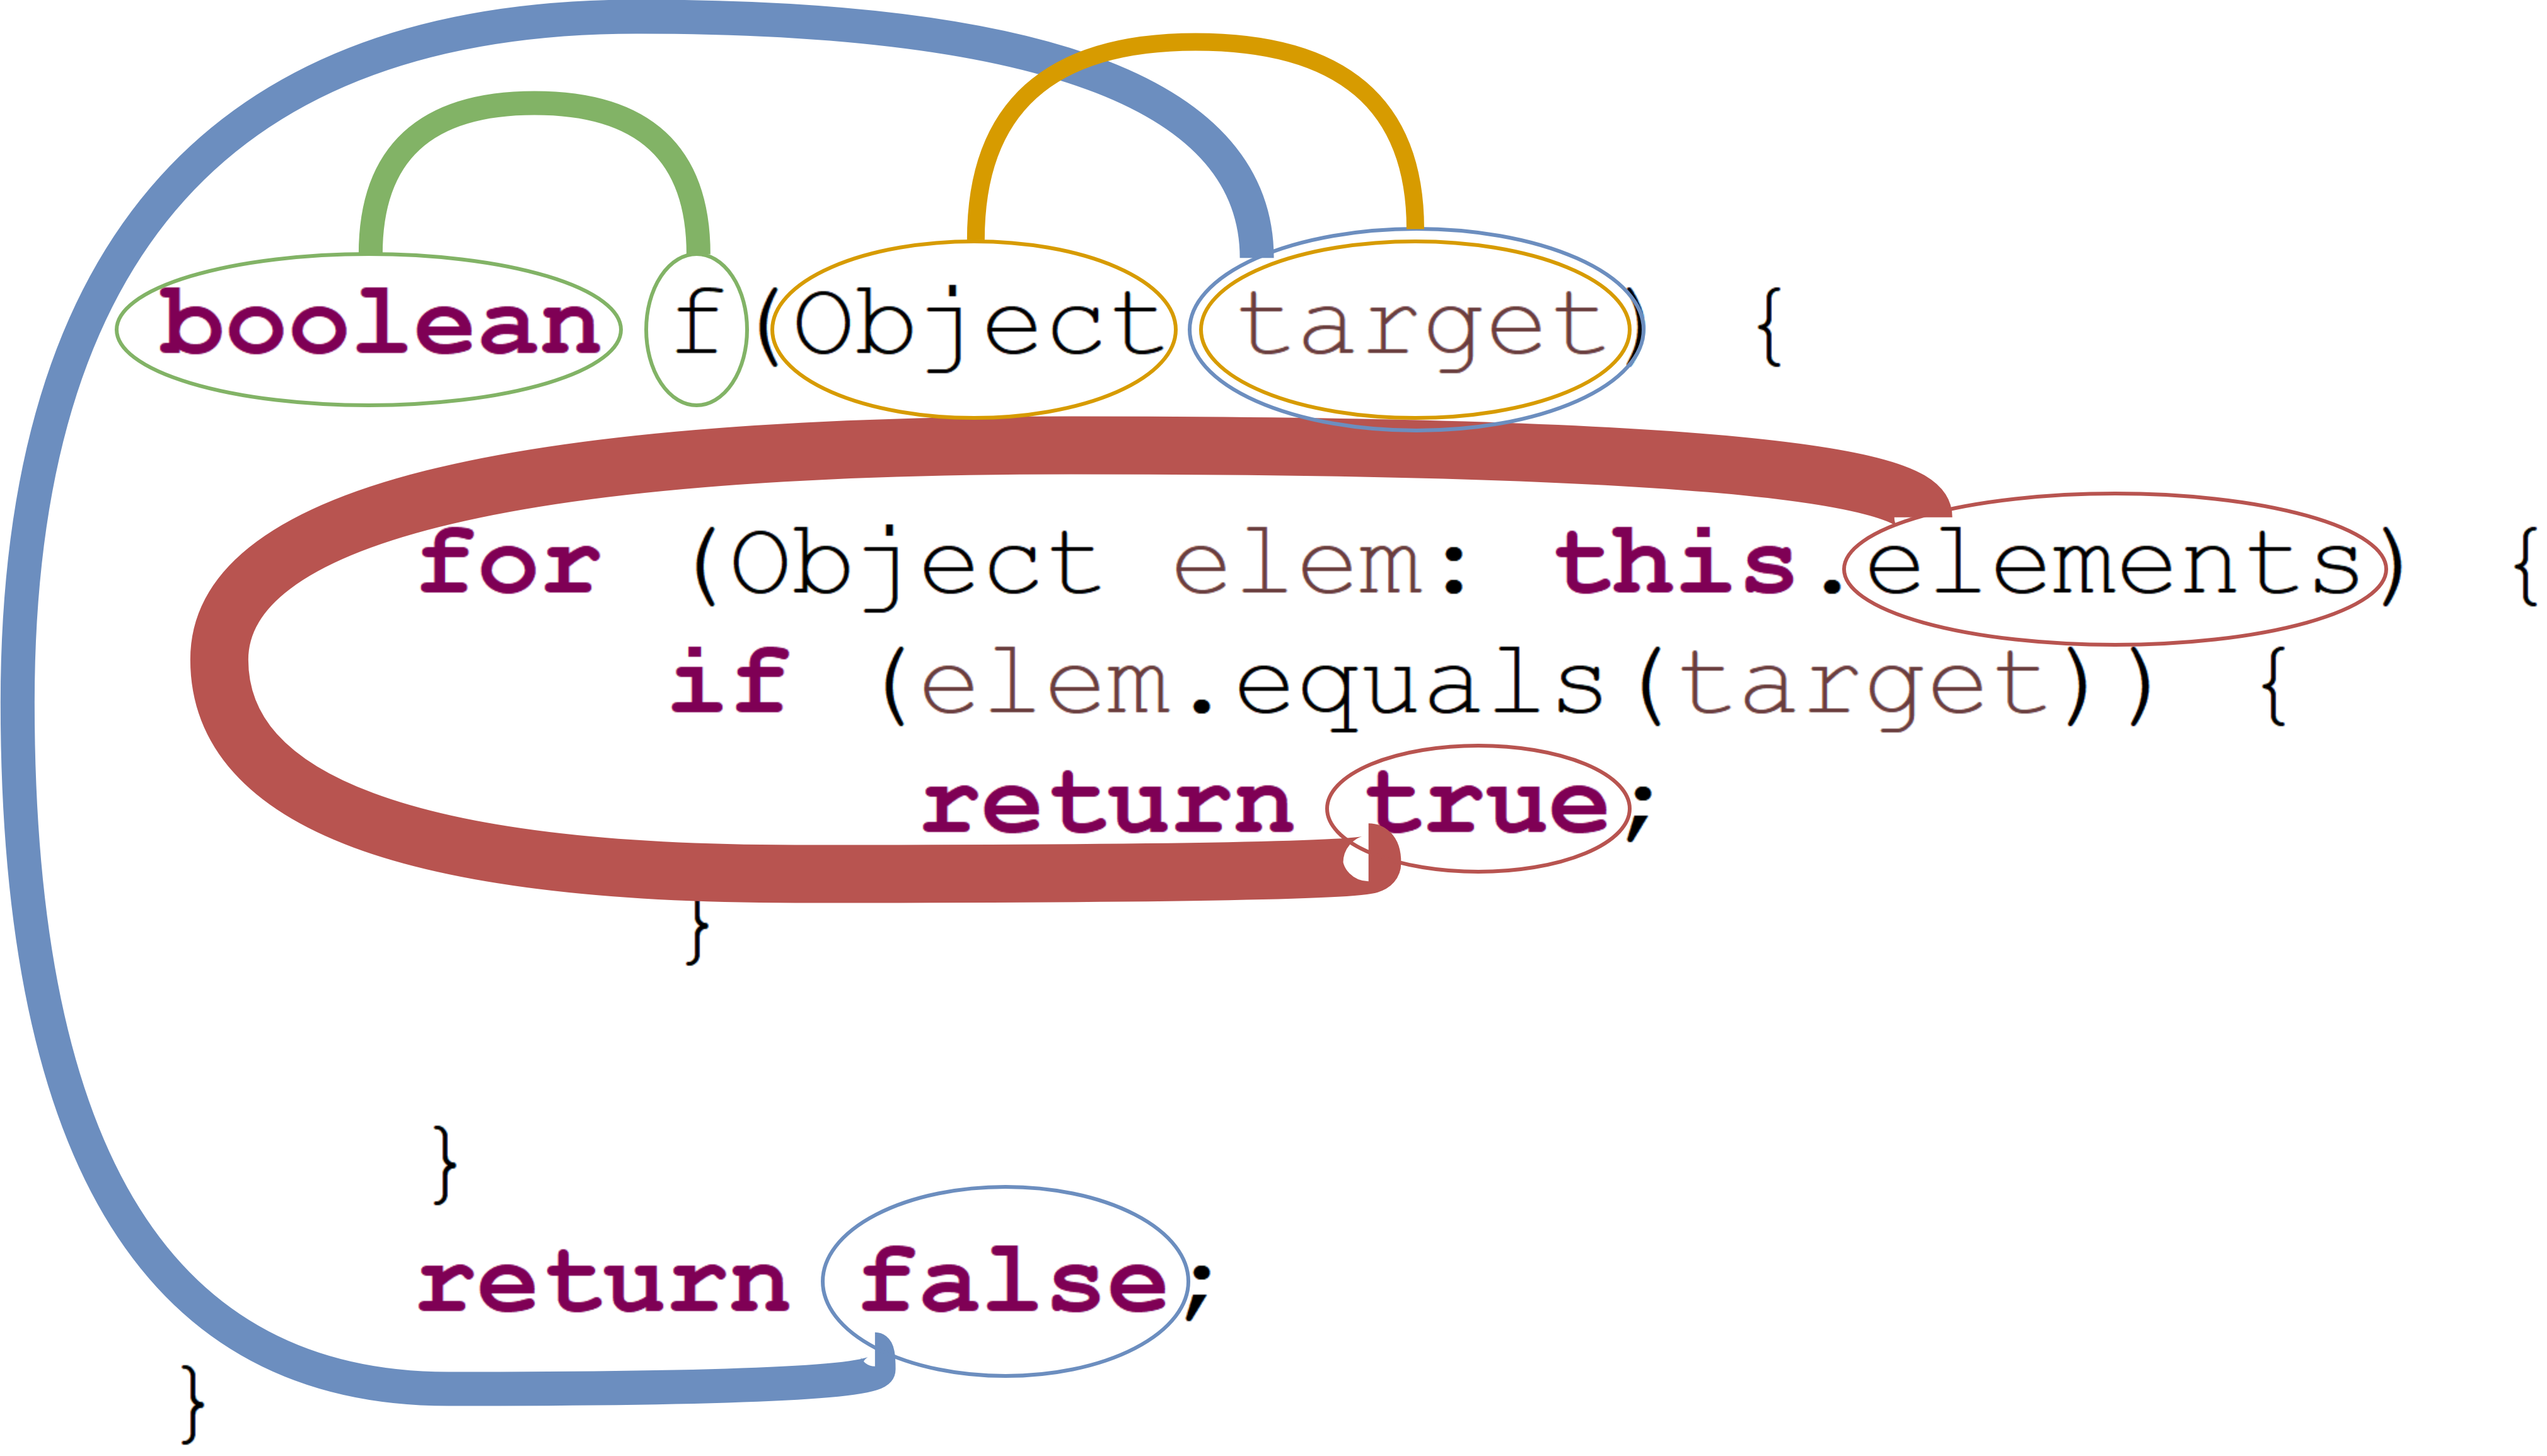 boolean f(Object target) {
for (Object elem: this.elements) {
if (elem.equals(target)) {
return true;
}
}
return false;
}